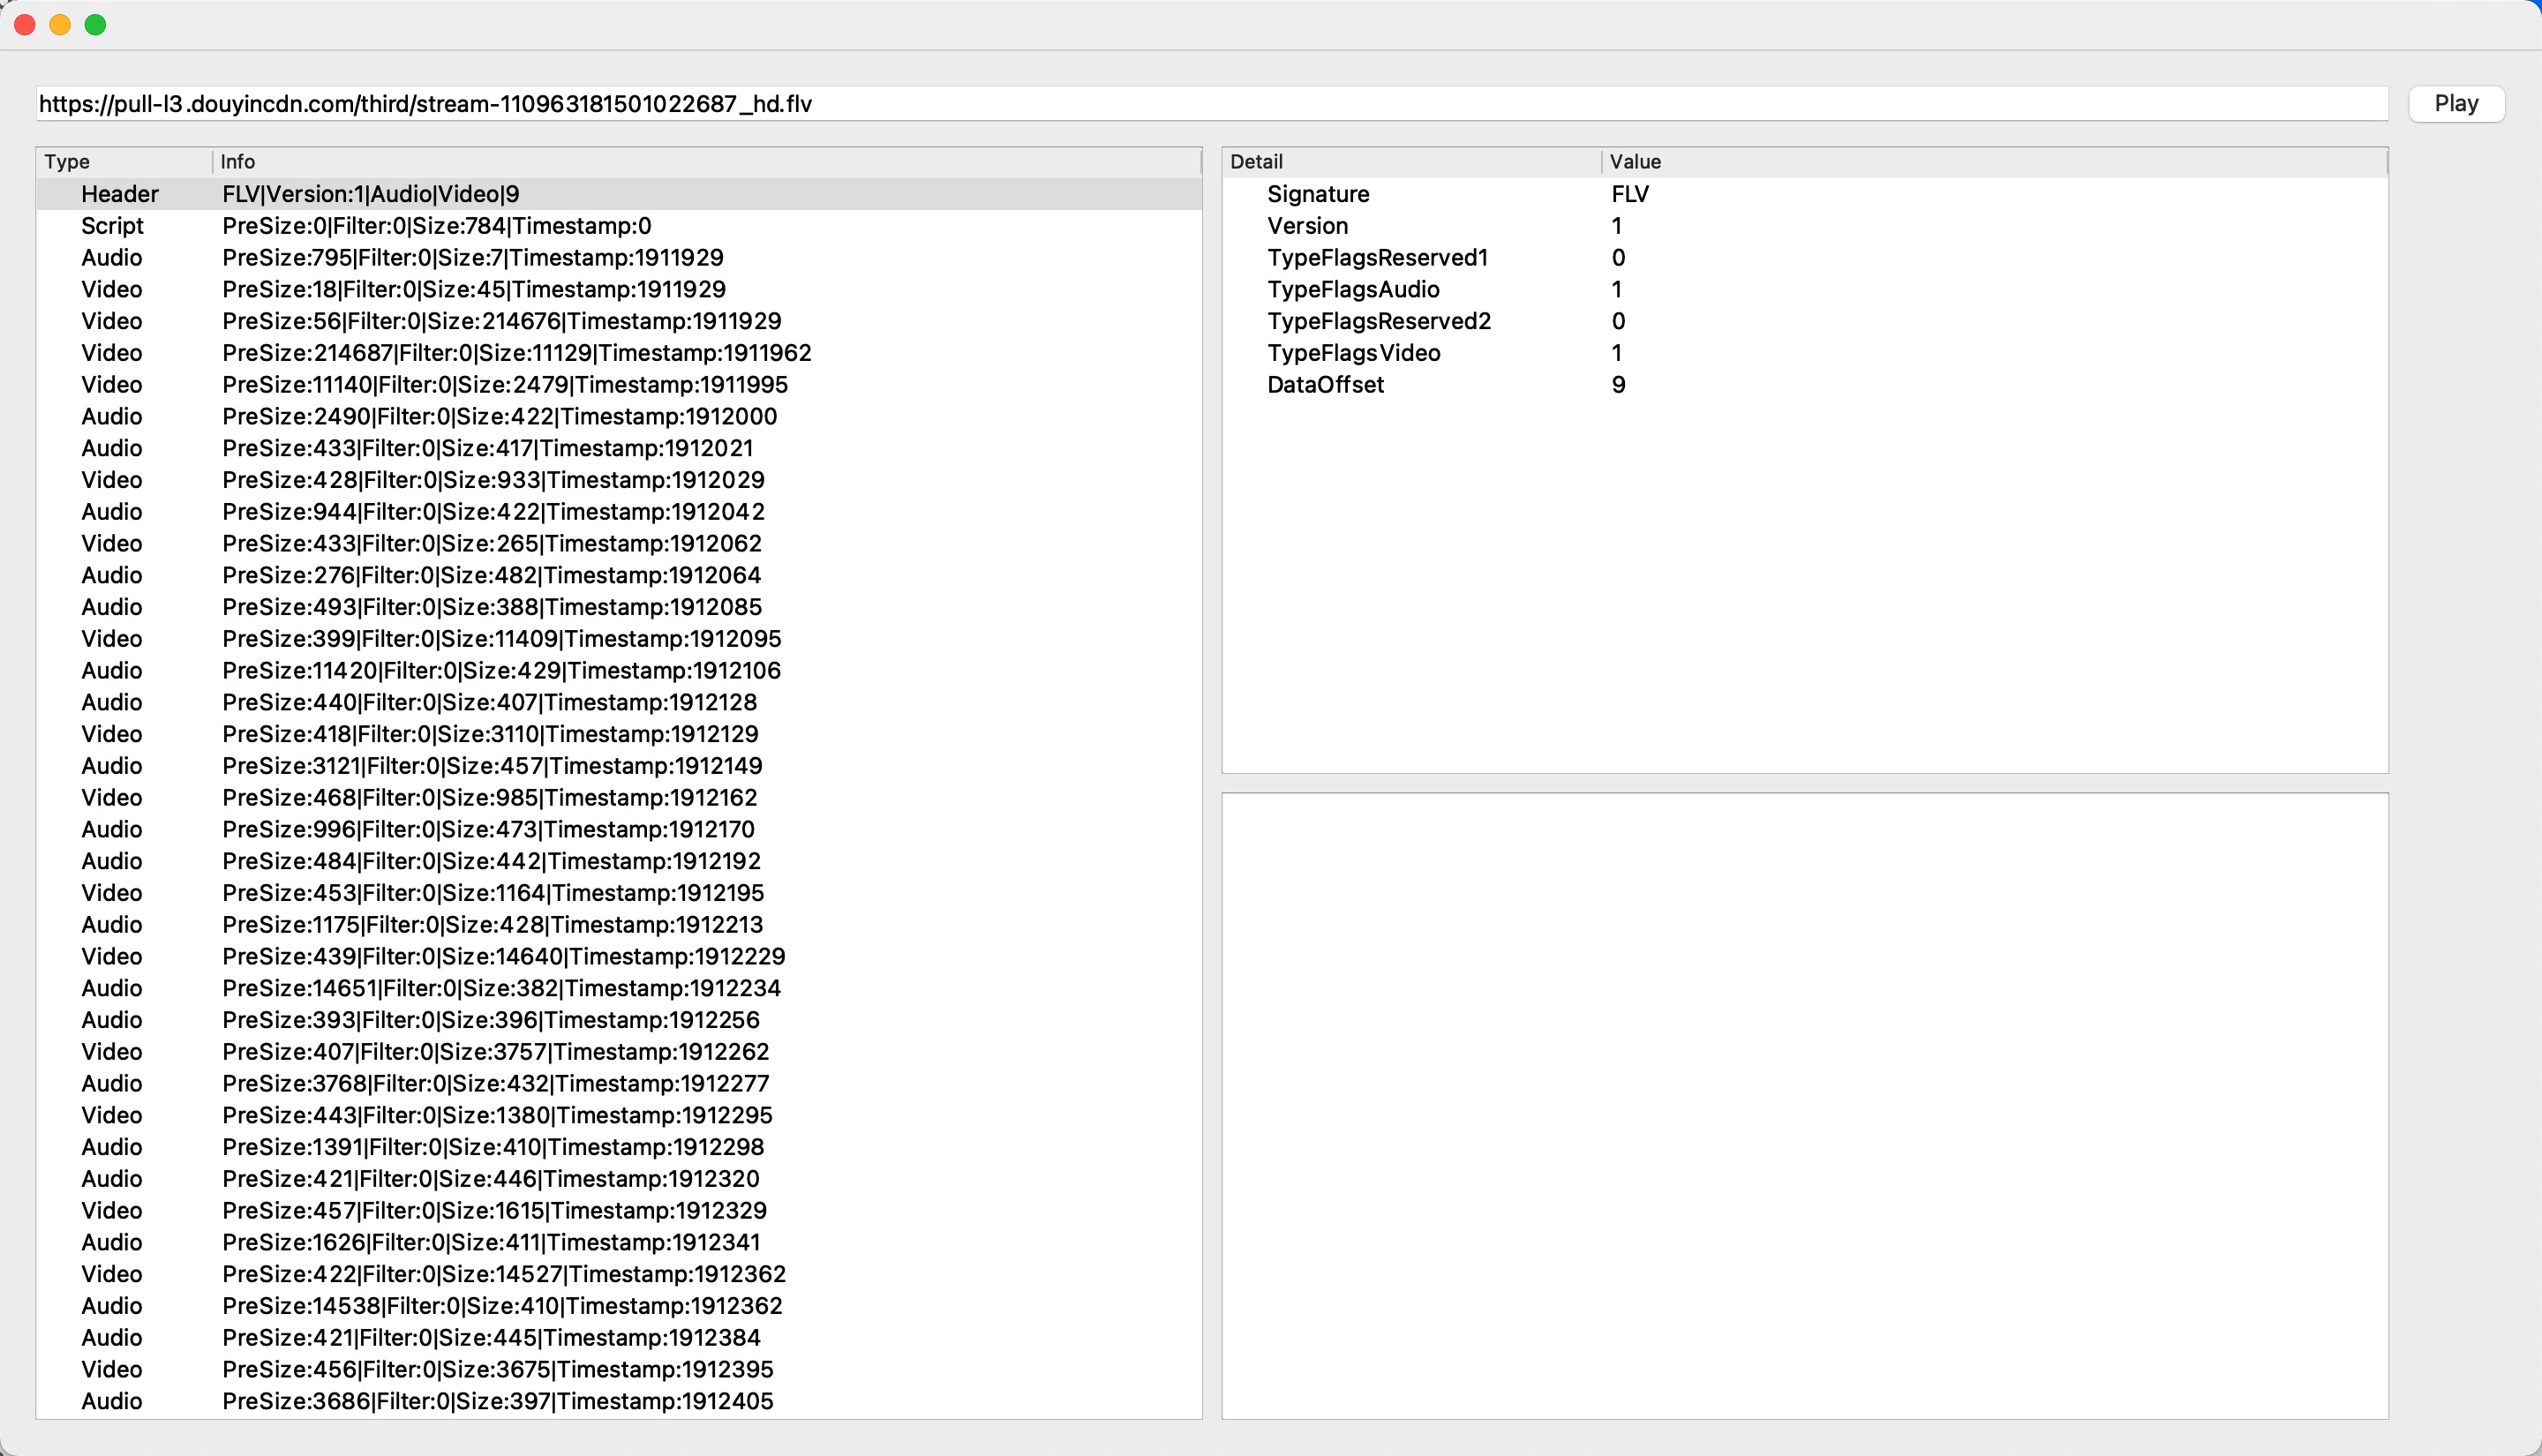 https://pull-l3.douyincdn.com/third/stream-110963181501022687_hd.flv
Play
Type Info
Header FLV|Version:1|Audio|Video|9
Script PreSize:0|Filter:0|Size:784|Timestamp:0
Audio PreSize:795|Filter:0|Size:7|Timestamp:1911929
Video PreSize:18|Filter:0|Size:45|Timestamp:1911929
Video PreSize:56|Filter:0|Size:214676|Timestamp:1911929
Video PreSize:214687|Filter:0|Size:11129|Timestamp:1911962
Video PreSize:11140|Filter:0|Size:2479|Timestamp:1911995
Audio PreSize:2490|Filter:0|Size:422|Timestamp:1912000
Audio PreSize:433|Filter:0|Size:417|Timestamp:1912021
Video PreSize:428|Filter:0|Size:933|Timestamp:1912029
Audio PreSize:944|Filter:0|Size:422|Timestamp:1912042
Video PreSize:433|Filter:0|Size:265|Timestamp:1912062
Audio PreSize:276|Filter:0|Size:482|Timestamp:1912064
Audio PreSize:493|Filter:0|Size:388|Timestamp:1912085
Video PreSize:399|Filter:0|Size:11409|Timestamp:1912095
Audio PreSize:11420|Filter:0|Size:429|Timestamp:1912106
Audio PreSize:440|Filter:0|Size:407|Timestamp:1912128
Video PreSize:418|Filter:0|Size:3110|Timestamp:1912129
Audio PreSize:3121|Filter:0|Size:457|Timestamp:1912149
Video PreSize:468|Filter:0|Size:985|Timestamp:1912162
Audio PreSize:996|Filter:0|Size:473|Timestamp:1912170
Audio PreSize:484|Filter:0|Size:442|Timestamp:1912192
Video PreSize:453|Filter:0|Size:1164|Timestamp:1912195
Audio PreSize:1175|Filter:0|Size:428|Timestamp:1912213
Video PreSize:439|Filter:0|Size:14640|Timestamp:1912229
Audio PreSize:14651|Filter:0|Size:382|Timestamp:1912234
Audio PreSize:393|Filter:0|Size:396|Timestamp:1912256
Video PreSize:407|Filter:0|Size:3757|Timestamp:1912262
Audio PreSize:3768|Filter:0|Size:432|Timestamp:1912277
Video PreSize:443|Filter:0|Size:1380|Timestamp:1912295
Audio PreSize:1391|Filter:0|Size:410|Timestamp:1912298
Audio PreSize:421|Filter:0|Size:446|Timestamp:1912320
Video PreSize:457|Filter:0|Size:1615|Timestamp:1912329
Audio PreSize:1626|Filter:0|Size:411|Timestamp:1912341
Video PreSize:422|Filter:0|Size:14527|Timestamp:1912362
Audio PreSize:14538|Filter:0|Size:410|Timestamp:1912362
Audio PreSize:421|Filter:0|Size:445|Timestamp:1912384
Video PreSize:456|Filter:0|Size:3675|Timestamp:1912395
Audio PreSize:3686|Filter:0|Size:397|Timestamp:1912405
Detail Value
Signature FLV
Version 1
TypeFlagsReserved1 0
TypeFlagsAudio 1
TypeFlagsReserved2 0
TypeFlagsVideo 1
DataOffset 9